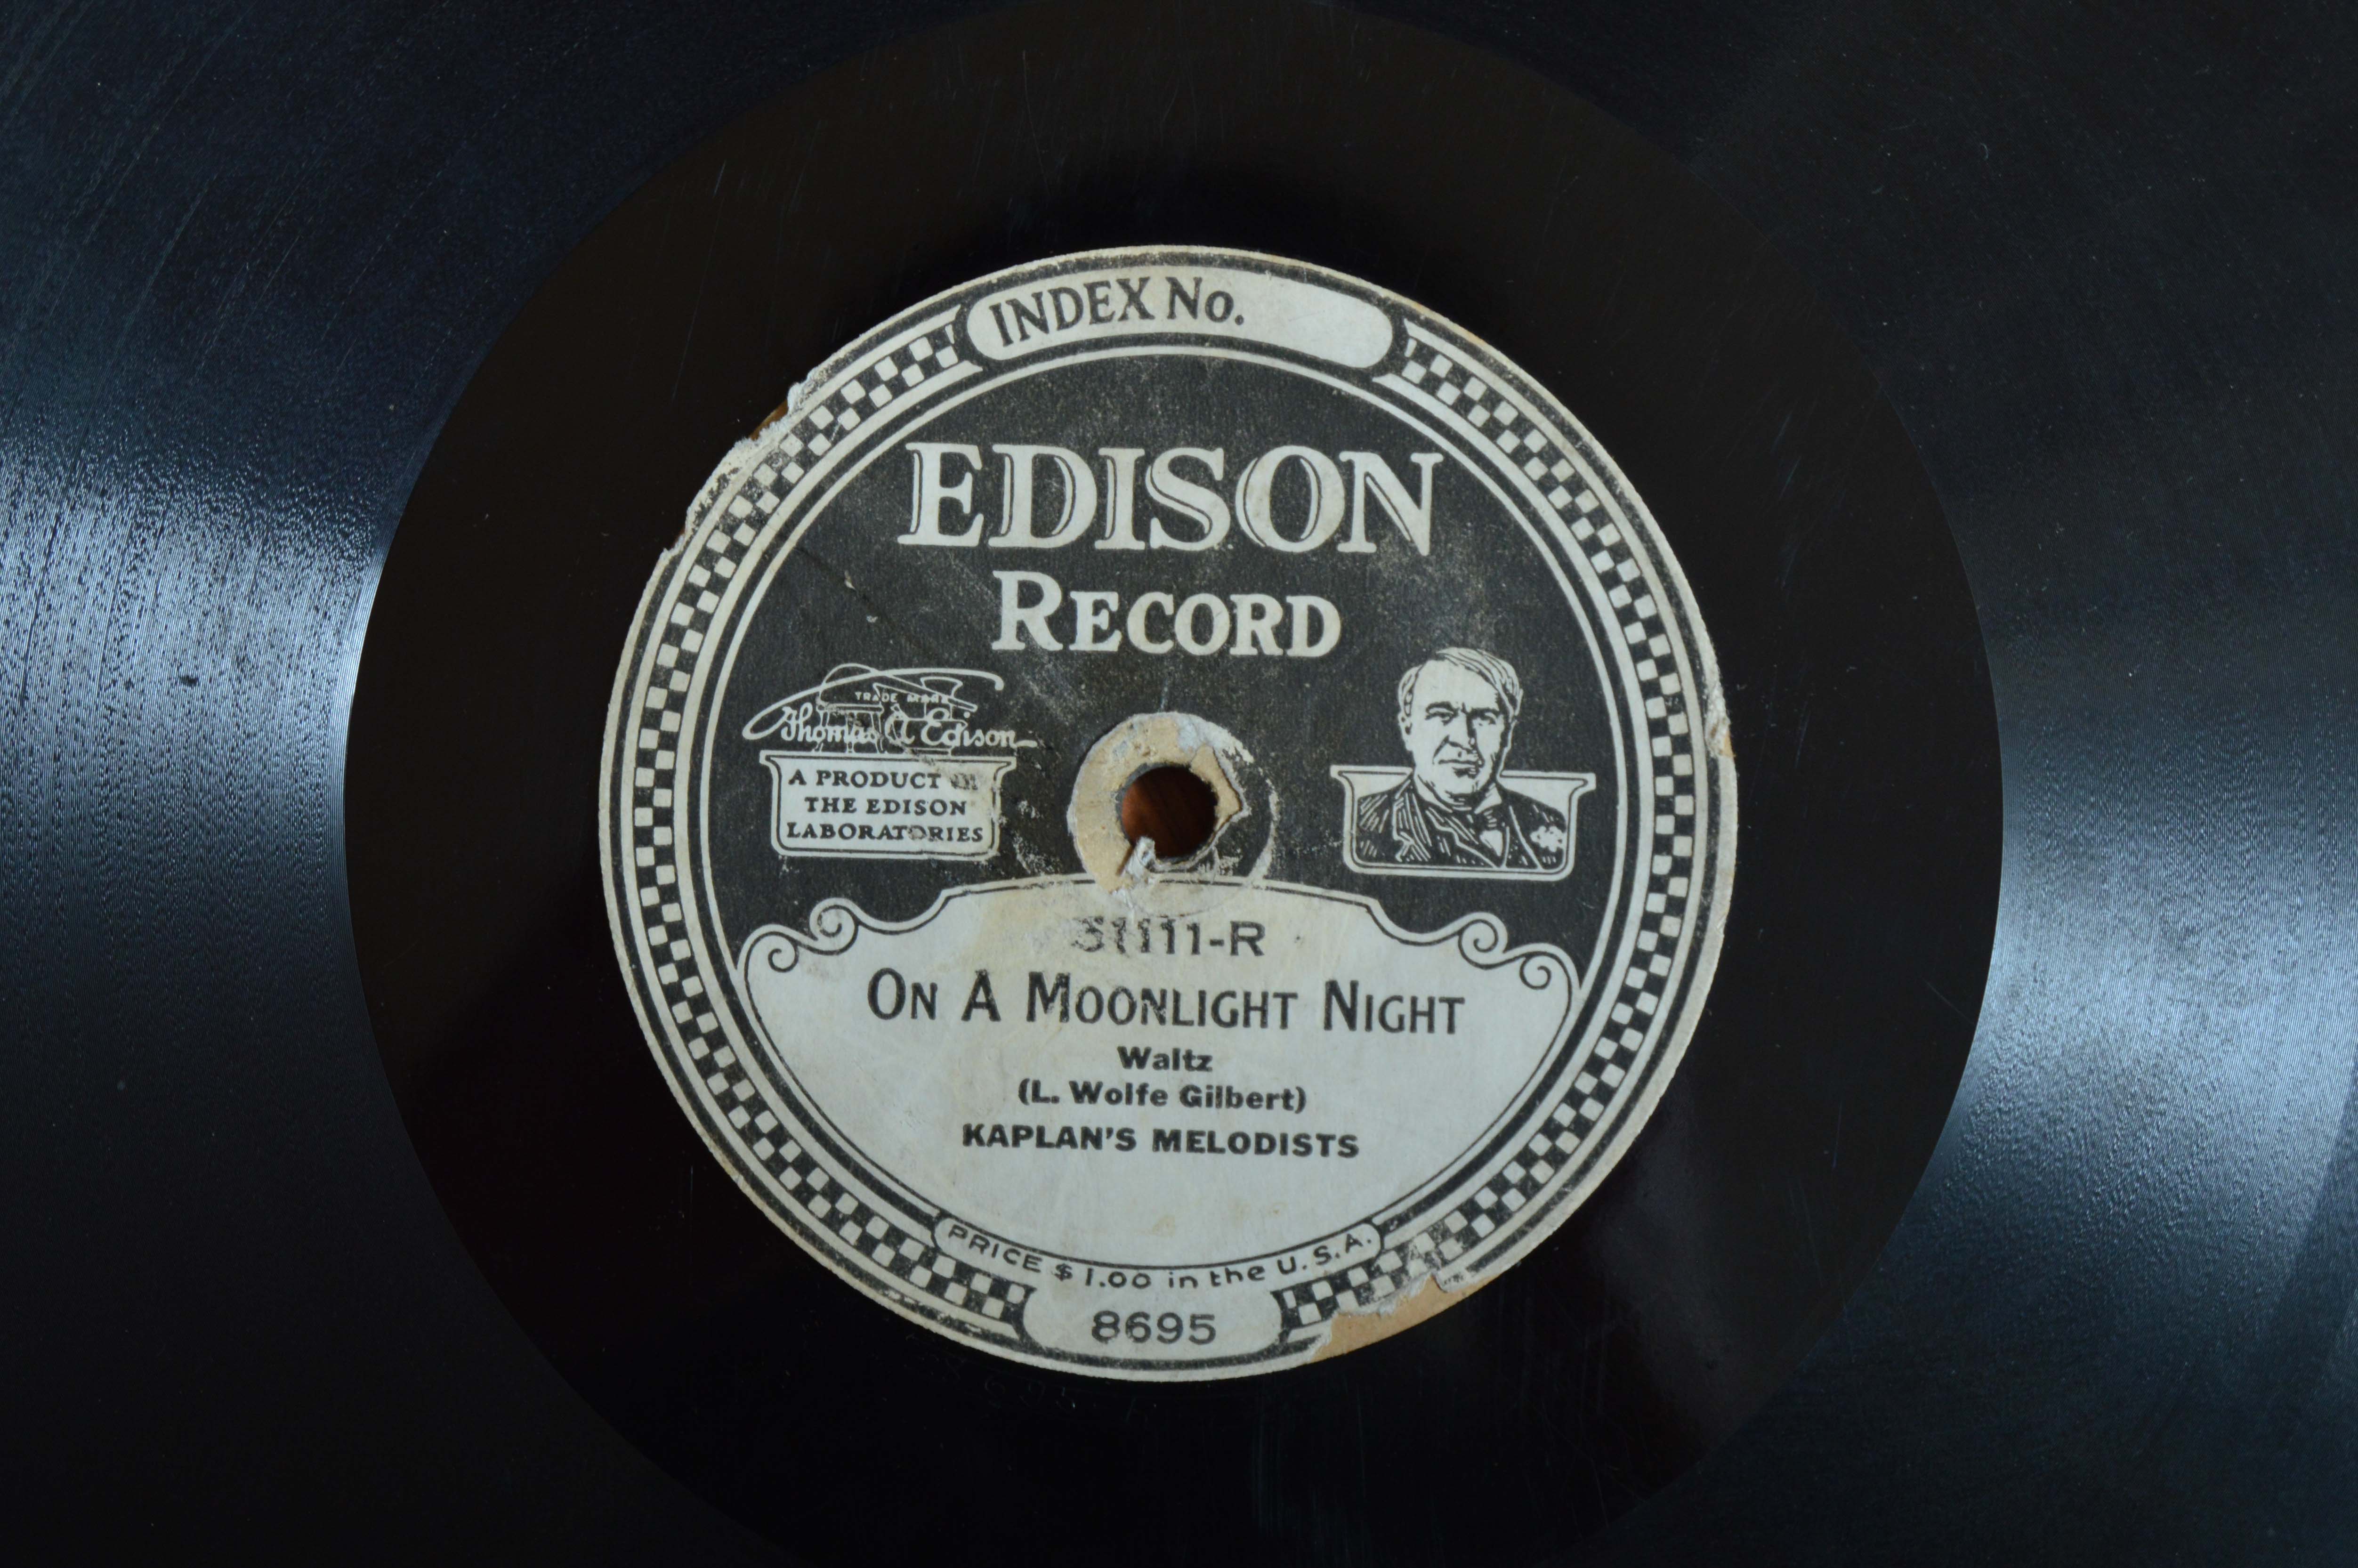 INDEX No.
EDISON
RECORD
TRADE MARK
Thomas A Edison
A PRODUCT OF
THE EDISON
LABORATORIES
51111-R
ON A MOONLIGHT NIGHT
Waltz
(L. Wolfe Gilbert)
KAPLAN'S MELODISTS
PRICE $1.00 in the U.S.A.
8695